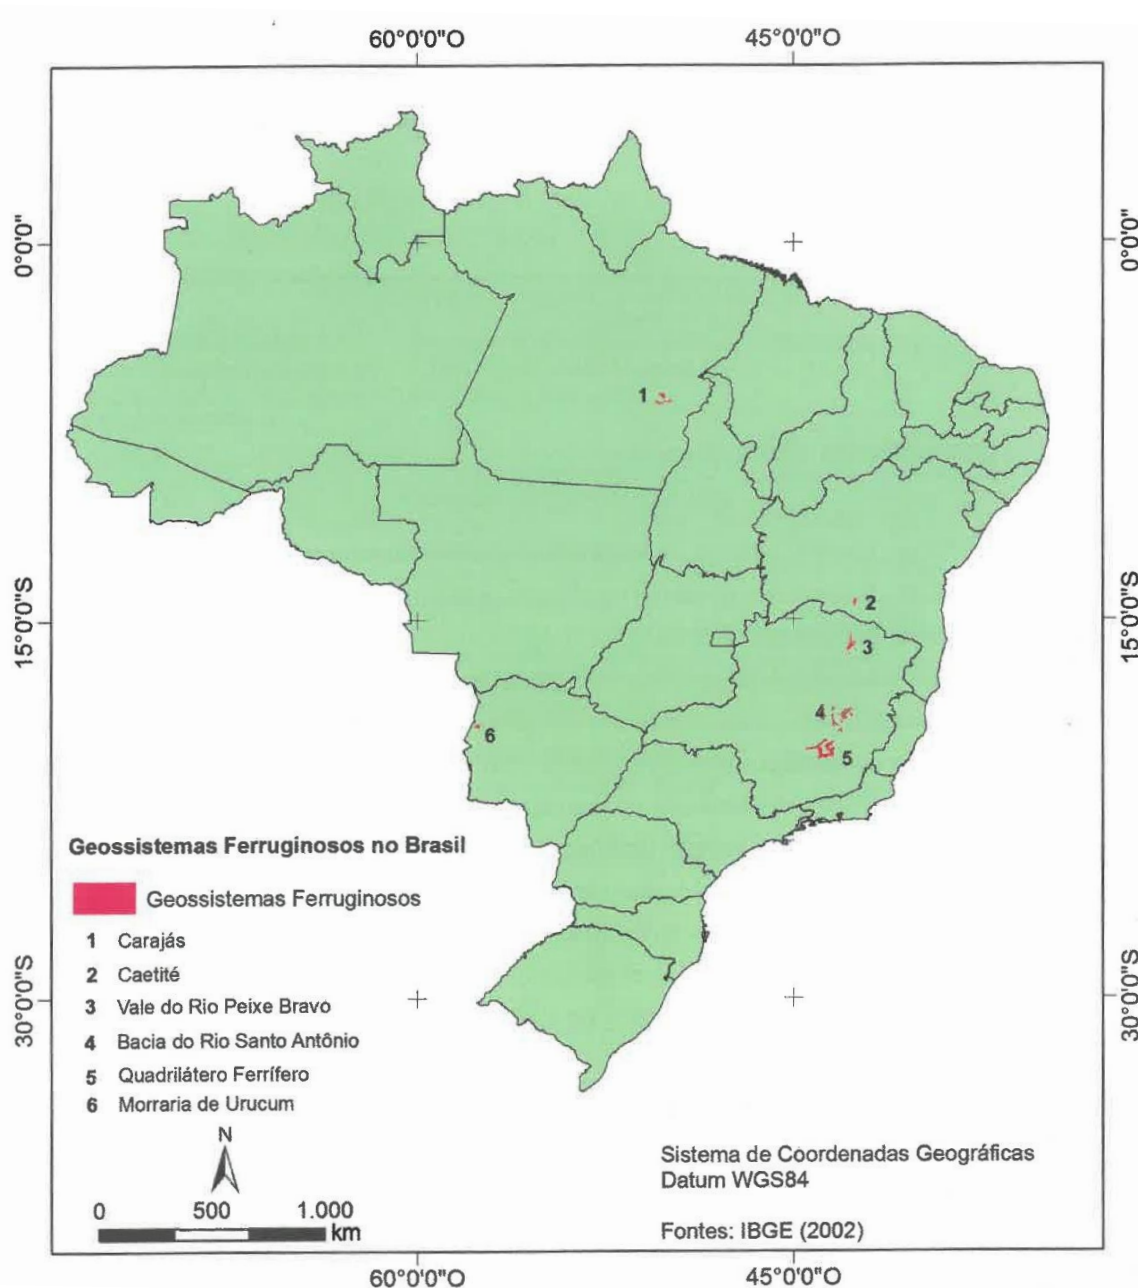 60°0'0"O 45°0'0"O
0°0'0" 0°0'0"
1
15°0'0"S 15°0'0"S
2
3
4
5
6
30°0'0"S 30°0'0"S
Geossistemas Ferruginosos no Brasil
Geossistemas Ferruginosos
1 Carajás
2 Caetité
3 Vale do Rio Peixe Bravo
4 Bacia do Rio Santo Antônio
5 Quadrilátero Ferrífero
6 Morraria de Urucum
N
0 500 1.000
km
Sistema de Coordenadas Geográficas
Datum WGS84
Fontes: IBGE (2002)
60°0'0"O 45°0'0"O